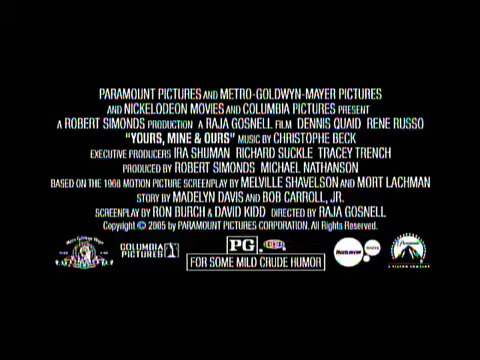 PARAMOUNT PICTURES AND METRO-GOLDWYN-MAYER PICTURES
AND NICKELODEON MOVIES AND COLUMBIA PICTURES PRESENT
A ROBERT SIMONDS PRODUCTION A RAJA GOSNELL FILM DENNIS QUAID RENE RUSSO
"YOURS, MINE & OURS" MUSIC BY CHRISTOPHE BECK
EXECUTIVE PRODUCERS IRA SHUMAN RICHARD SUCKLE TRACEY TRENCH
PRODUCED BY ROBERT SIMONDS MICHAEL NATHANSON
BASED ON THE 1968 MOTION PICTURE SCREENPLAY BY MELVILLE SHAVELSON AND MORT LACHMAN
STORY BY MADELYN DAVIS AND BOB CARROLL, JR.
SCREENPLAY BY RON BURCH & DAVID KIDD DIRECTED BY RAJA GOSNELL
Copyright © 2005 by PARAMOUNT PICTURES CORPORATION. All Rights Reserved.
COLUMBIA PICTURES
PG
FOR SOME MILD CRUDE HUMOR
Paramount